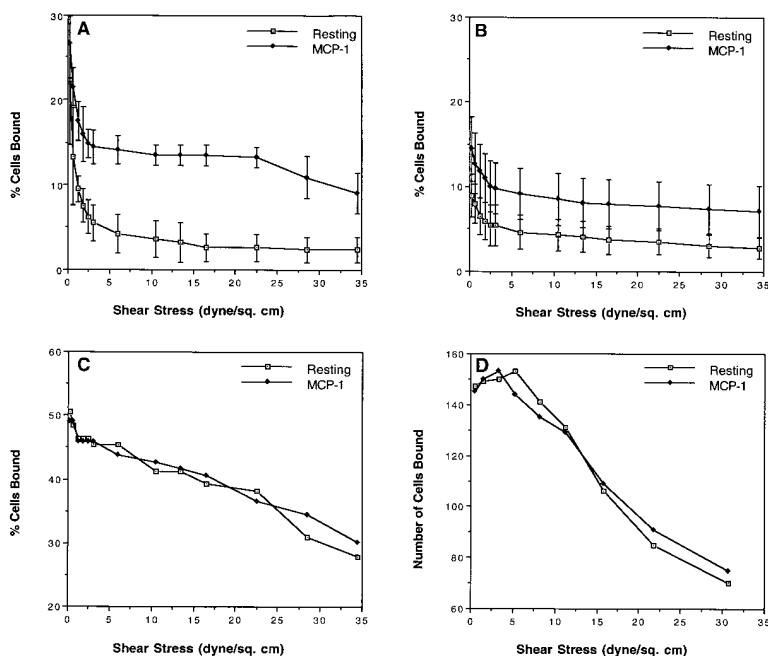 A
Resting
MCP-1
30
20
10
0
% Cells Bound
0 5 10 15 20 25 30 35
Shear Stress (dyne/sq. cm)
B
Resting
MCP-1
30
20
10
0
% Cells Bound
0 5 10 15 20 25 30 35
Shear Stress (dyne/sq. cm)
C
Resting
MCP-1
60
50
40
30
20
% Cells Bound
0 5 10 15 20 25 30 35
Shear Stress (dyne/sq. cm)
D
Resting
MCP-1
160
140
120
100
80
60
Number of Cells Bound
0 5 10 15 20 25 30 35
Shear Stress (dyne/sq. cm)